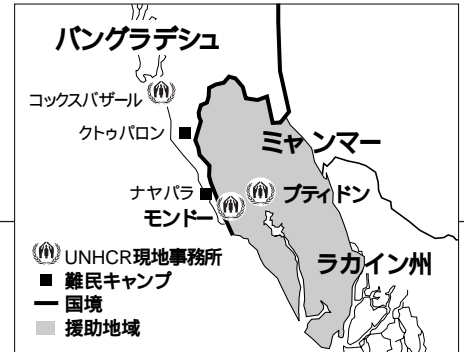 バングラデシュ
コックスバザール
クトゥパロン
ミャンマー
ナヤパラ
ブティドン
モンドー
UNHCR現地事務所
ラカイン州
難民キャンプ
国境
援助地域